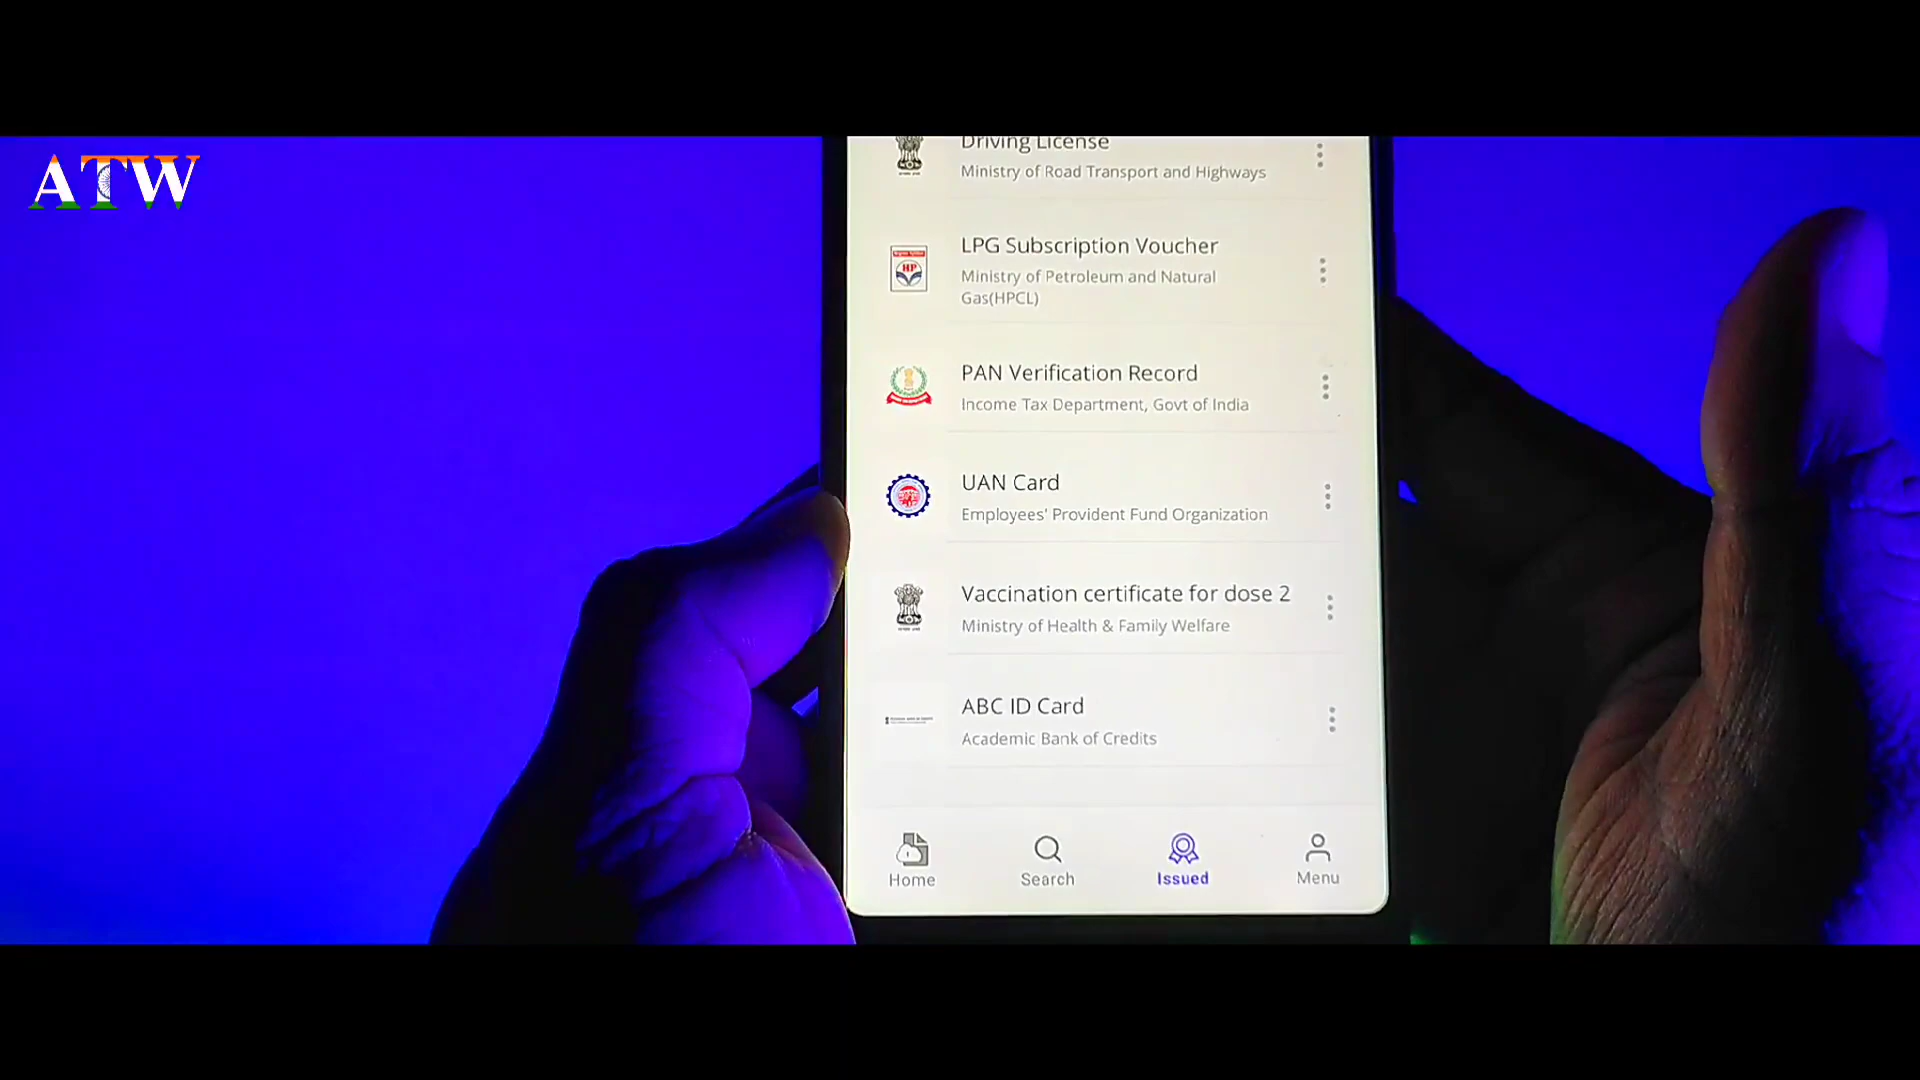 ATW
Driving License
Ministry of Road Transport and Highways
LPG Subscription Voucher
Ministry of Petroleum and Natural
Gas(HPCL)
HP
PAN Verification Record
Income Tax Department, Govt of India
UAN Card
Employees' Provident Fund Organization
Vaccination certificate for dose 2
Ministry of Health & Family Welfare
ABC ID Card
Academic Bank of Credits
Home
Search
Issued
Menu